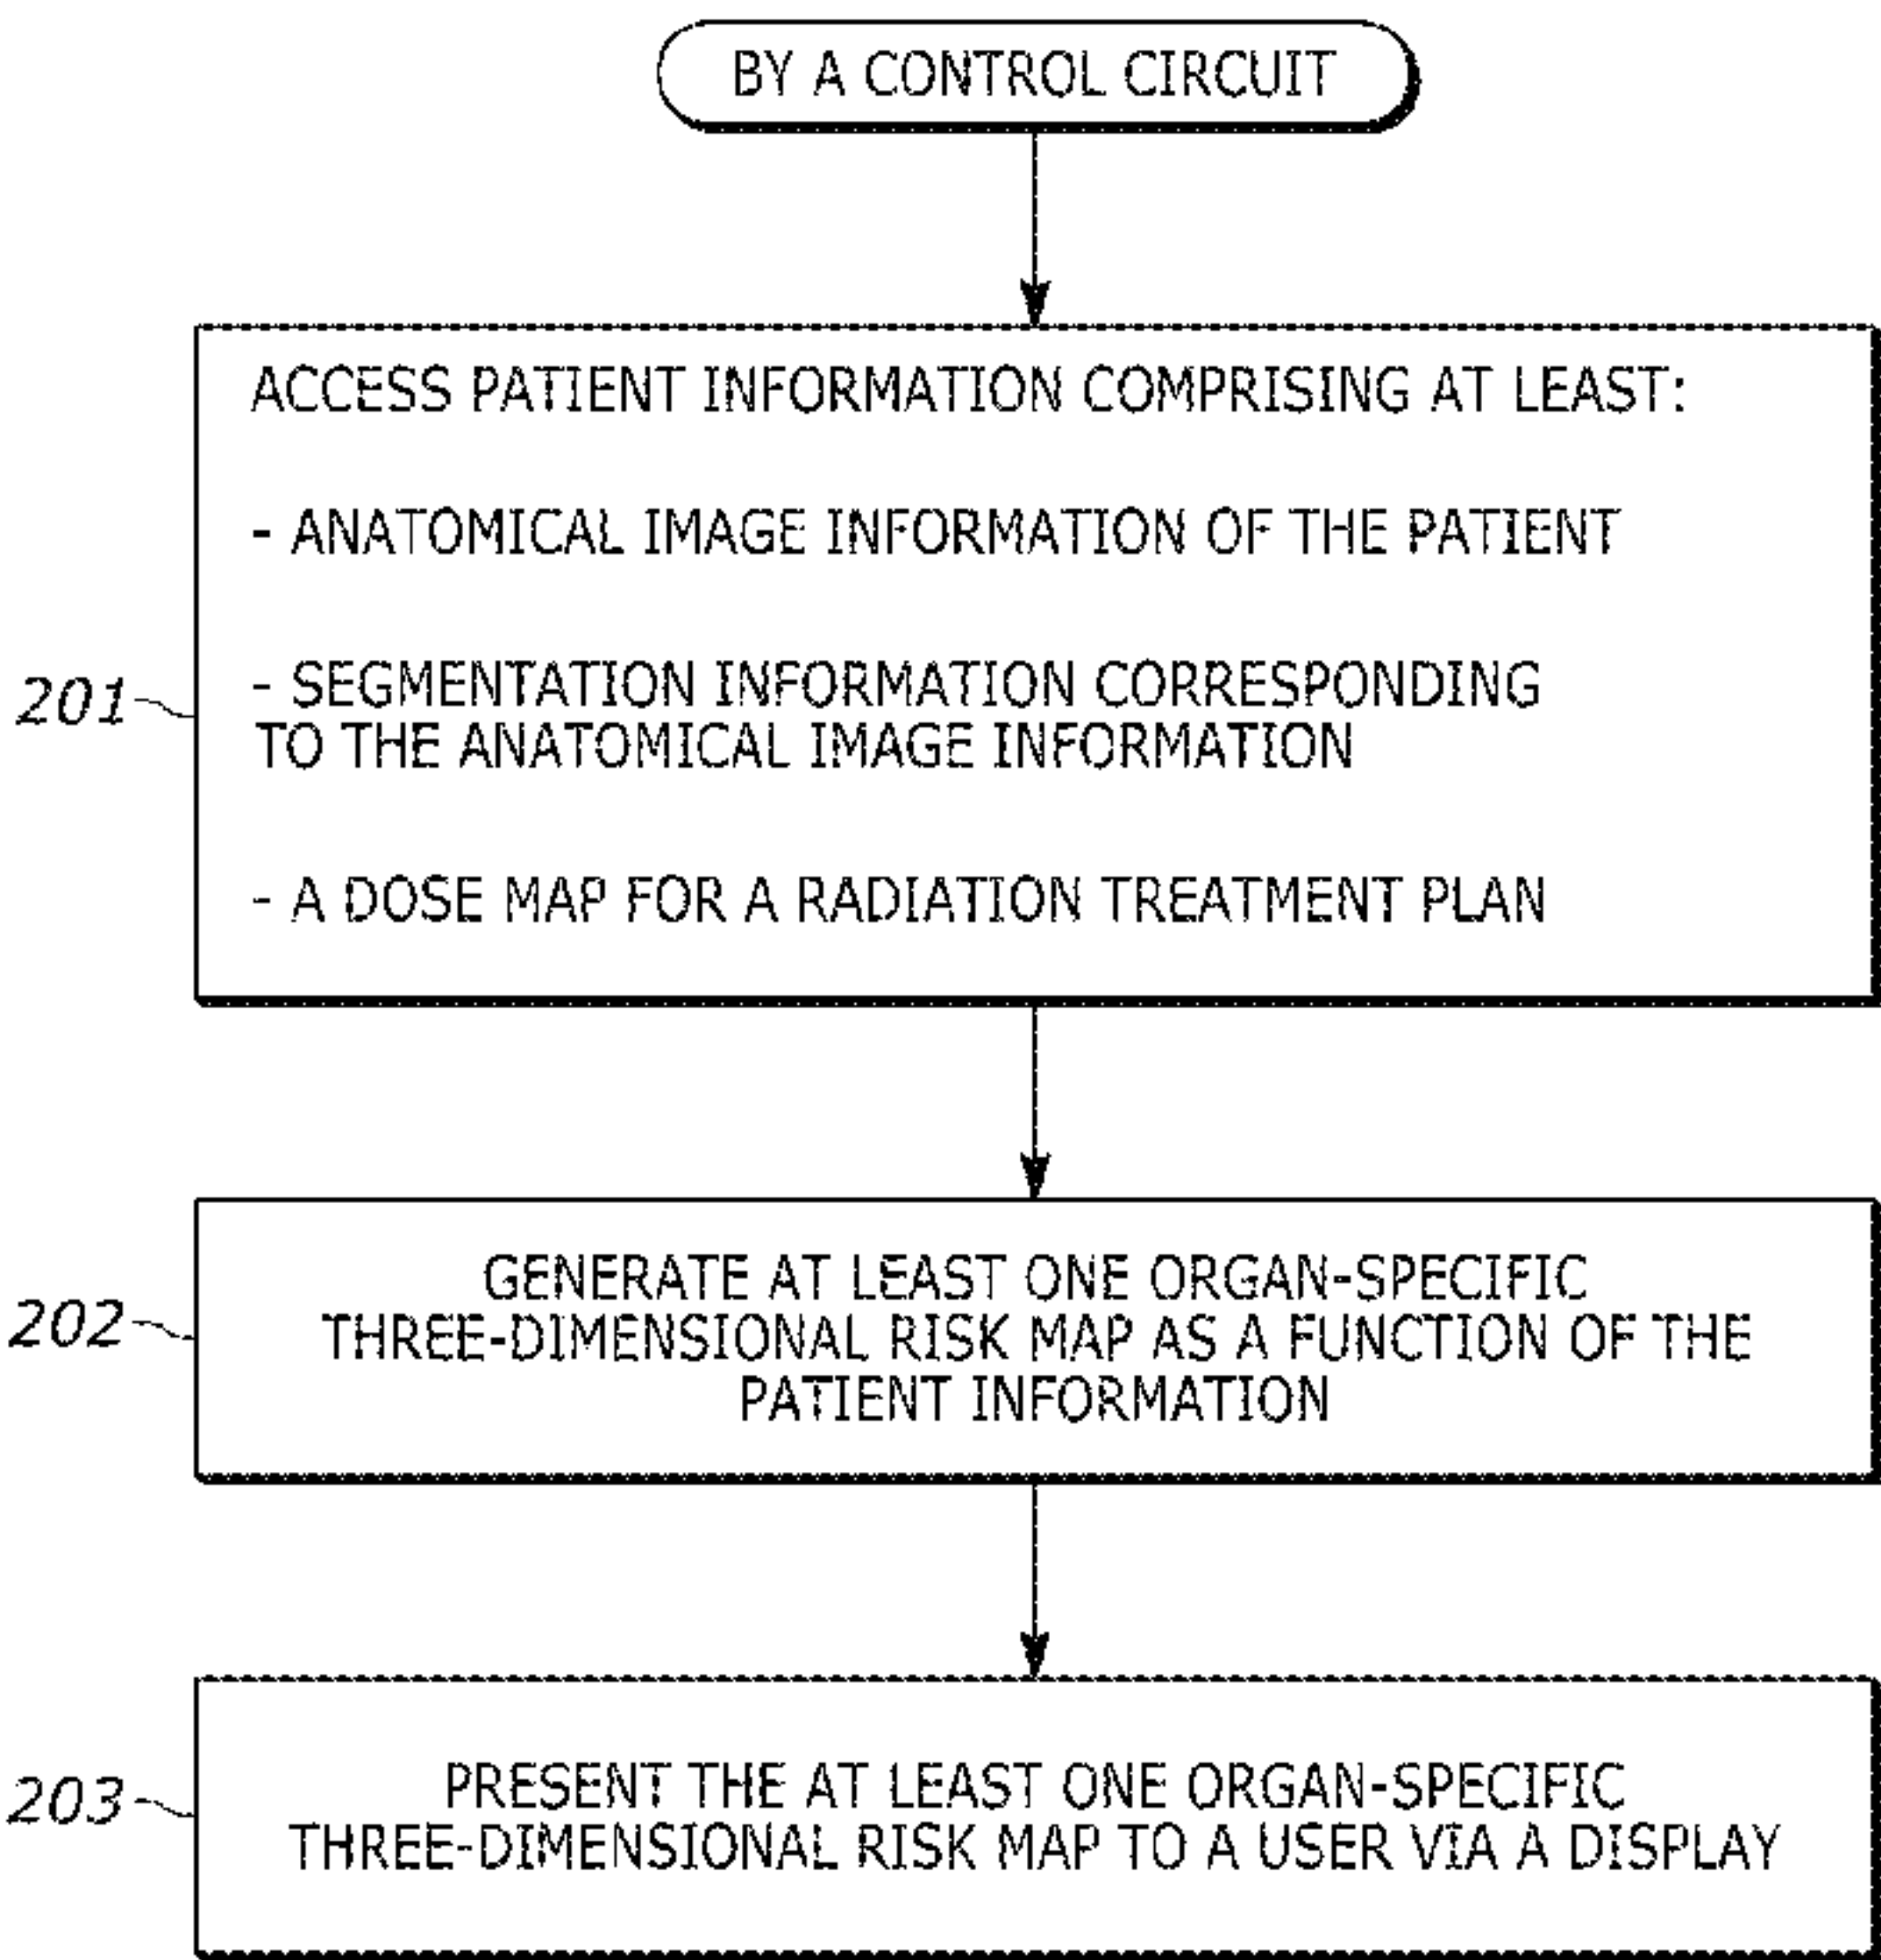 BY A CONTROL CIRCUIT
ACCESS PATIENT INFORMATION COMPRISING AT LEAST:
- ANATOMICAL IMAGE INFORMATION OF THE PATIENT
201
- SEGMENTATION INFORMATION CORRESPONDING
TO THE ANATOMICAL IMAGE INFORMATION
- A DOSE MAP FOR A RADIATION TREATMENT PLAN
202
GENERATE AT LEAST ONE ORGAN-SPECIFIC
THREE-DIMENSIONAL RISK MAP AS A FUNCTION OF THE
PATIENT INFORMATION
203
PRESENT THE AT LEAST ONE ORGAN-SPECIFIC
THREE-DIMENSIONAL RISK MAP TO A USER VIA A DISPLAY